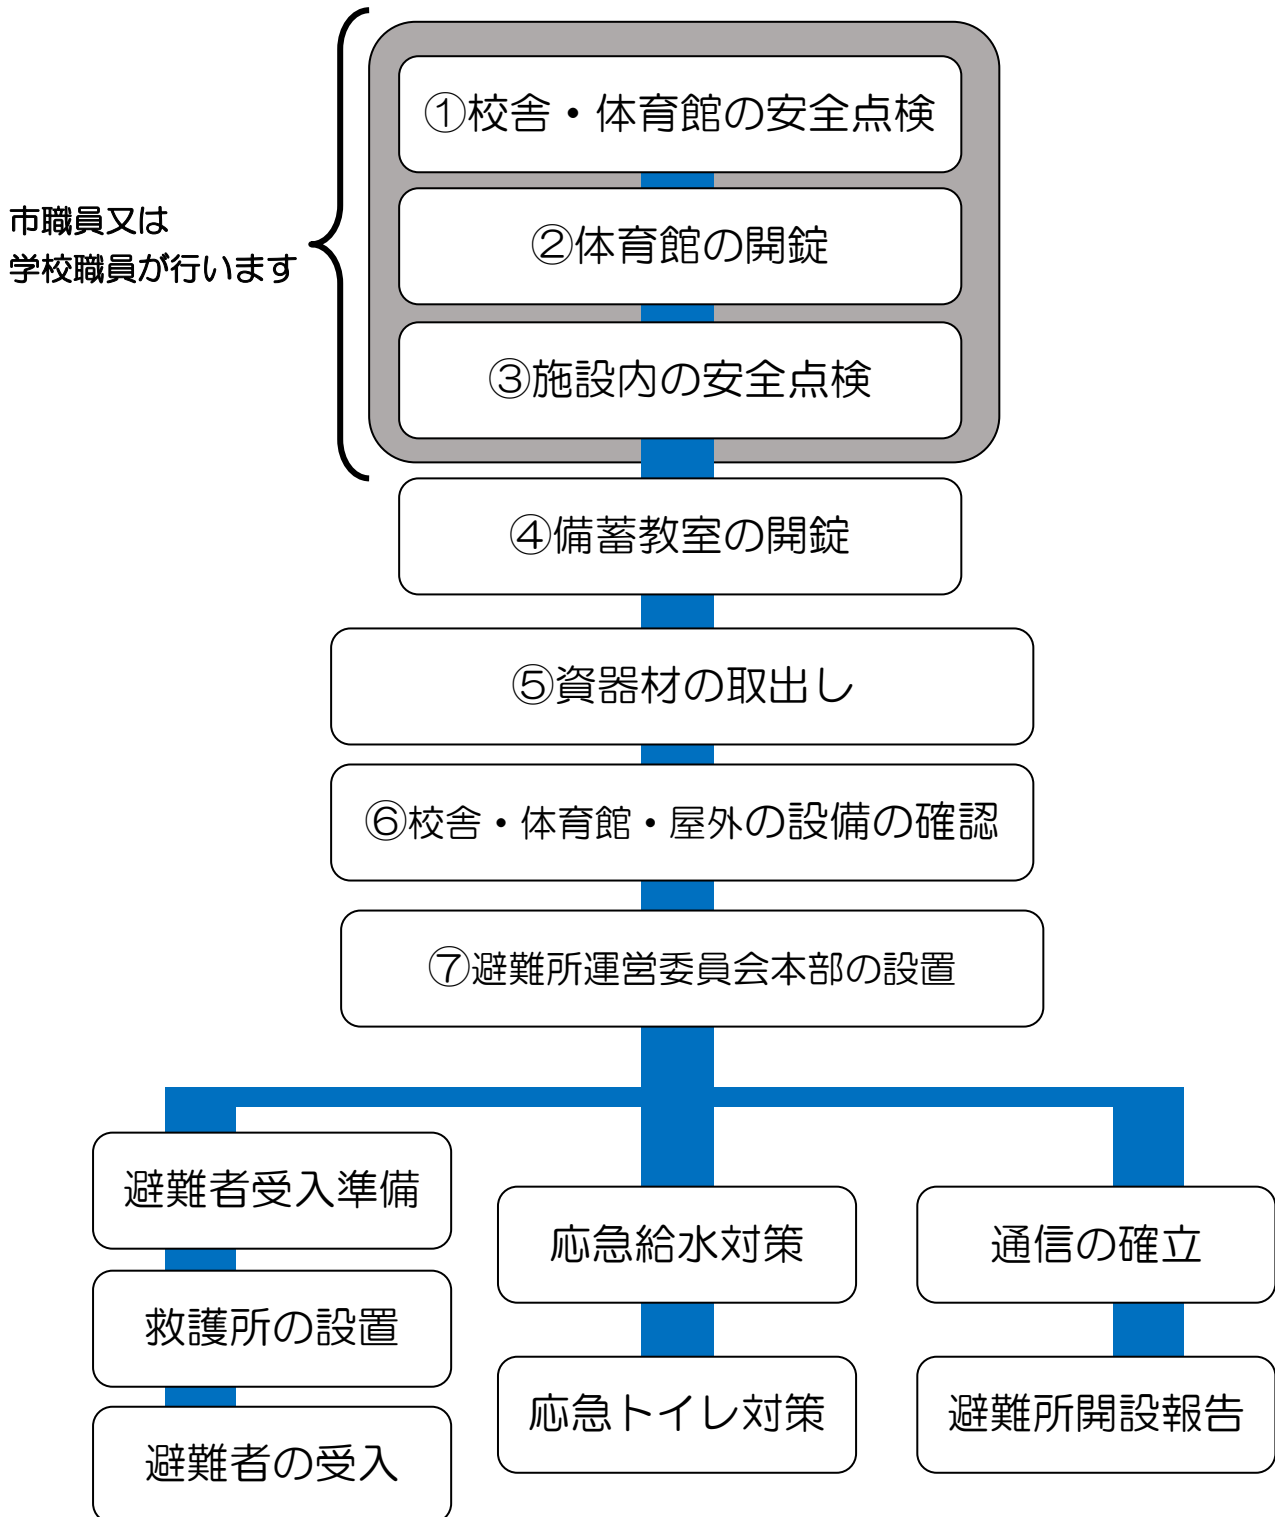 ①校舎・体育館の安全点検
市職員又は
学校職員が行います
②体育館の開錠
③施設内の安全点検
④備蓄教室の開錠
⑤資器材の取出し
⑥校舎・体育館・屋外の設備の確認
⑦避難所運営委員会本部の設置
避難者受入準備
救護所の設置
避難者の受入
応急給水対策
応急トイレ対策
通信の確立
避難所開設報告